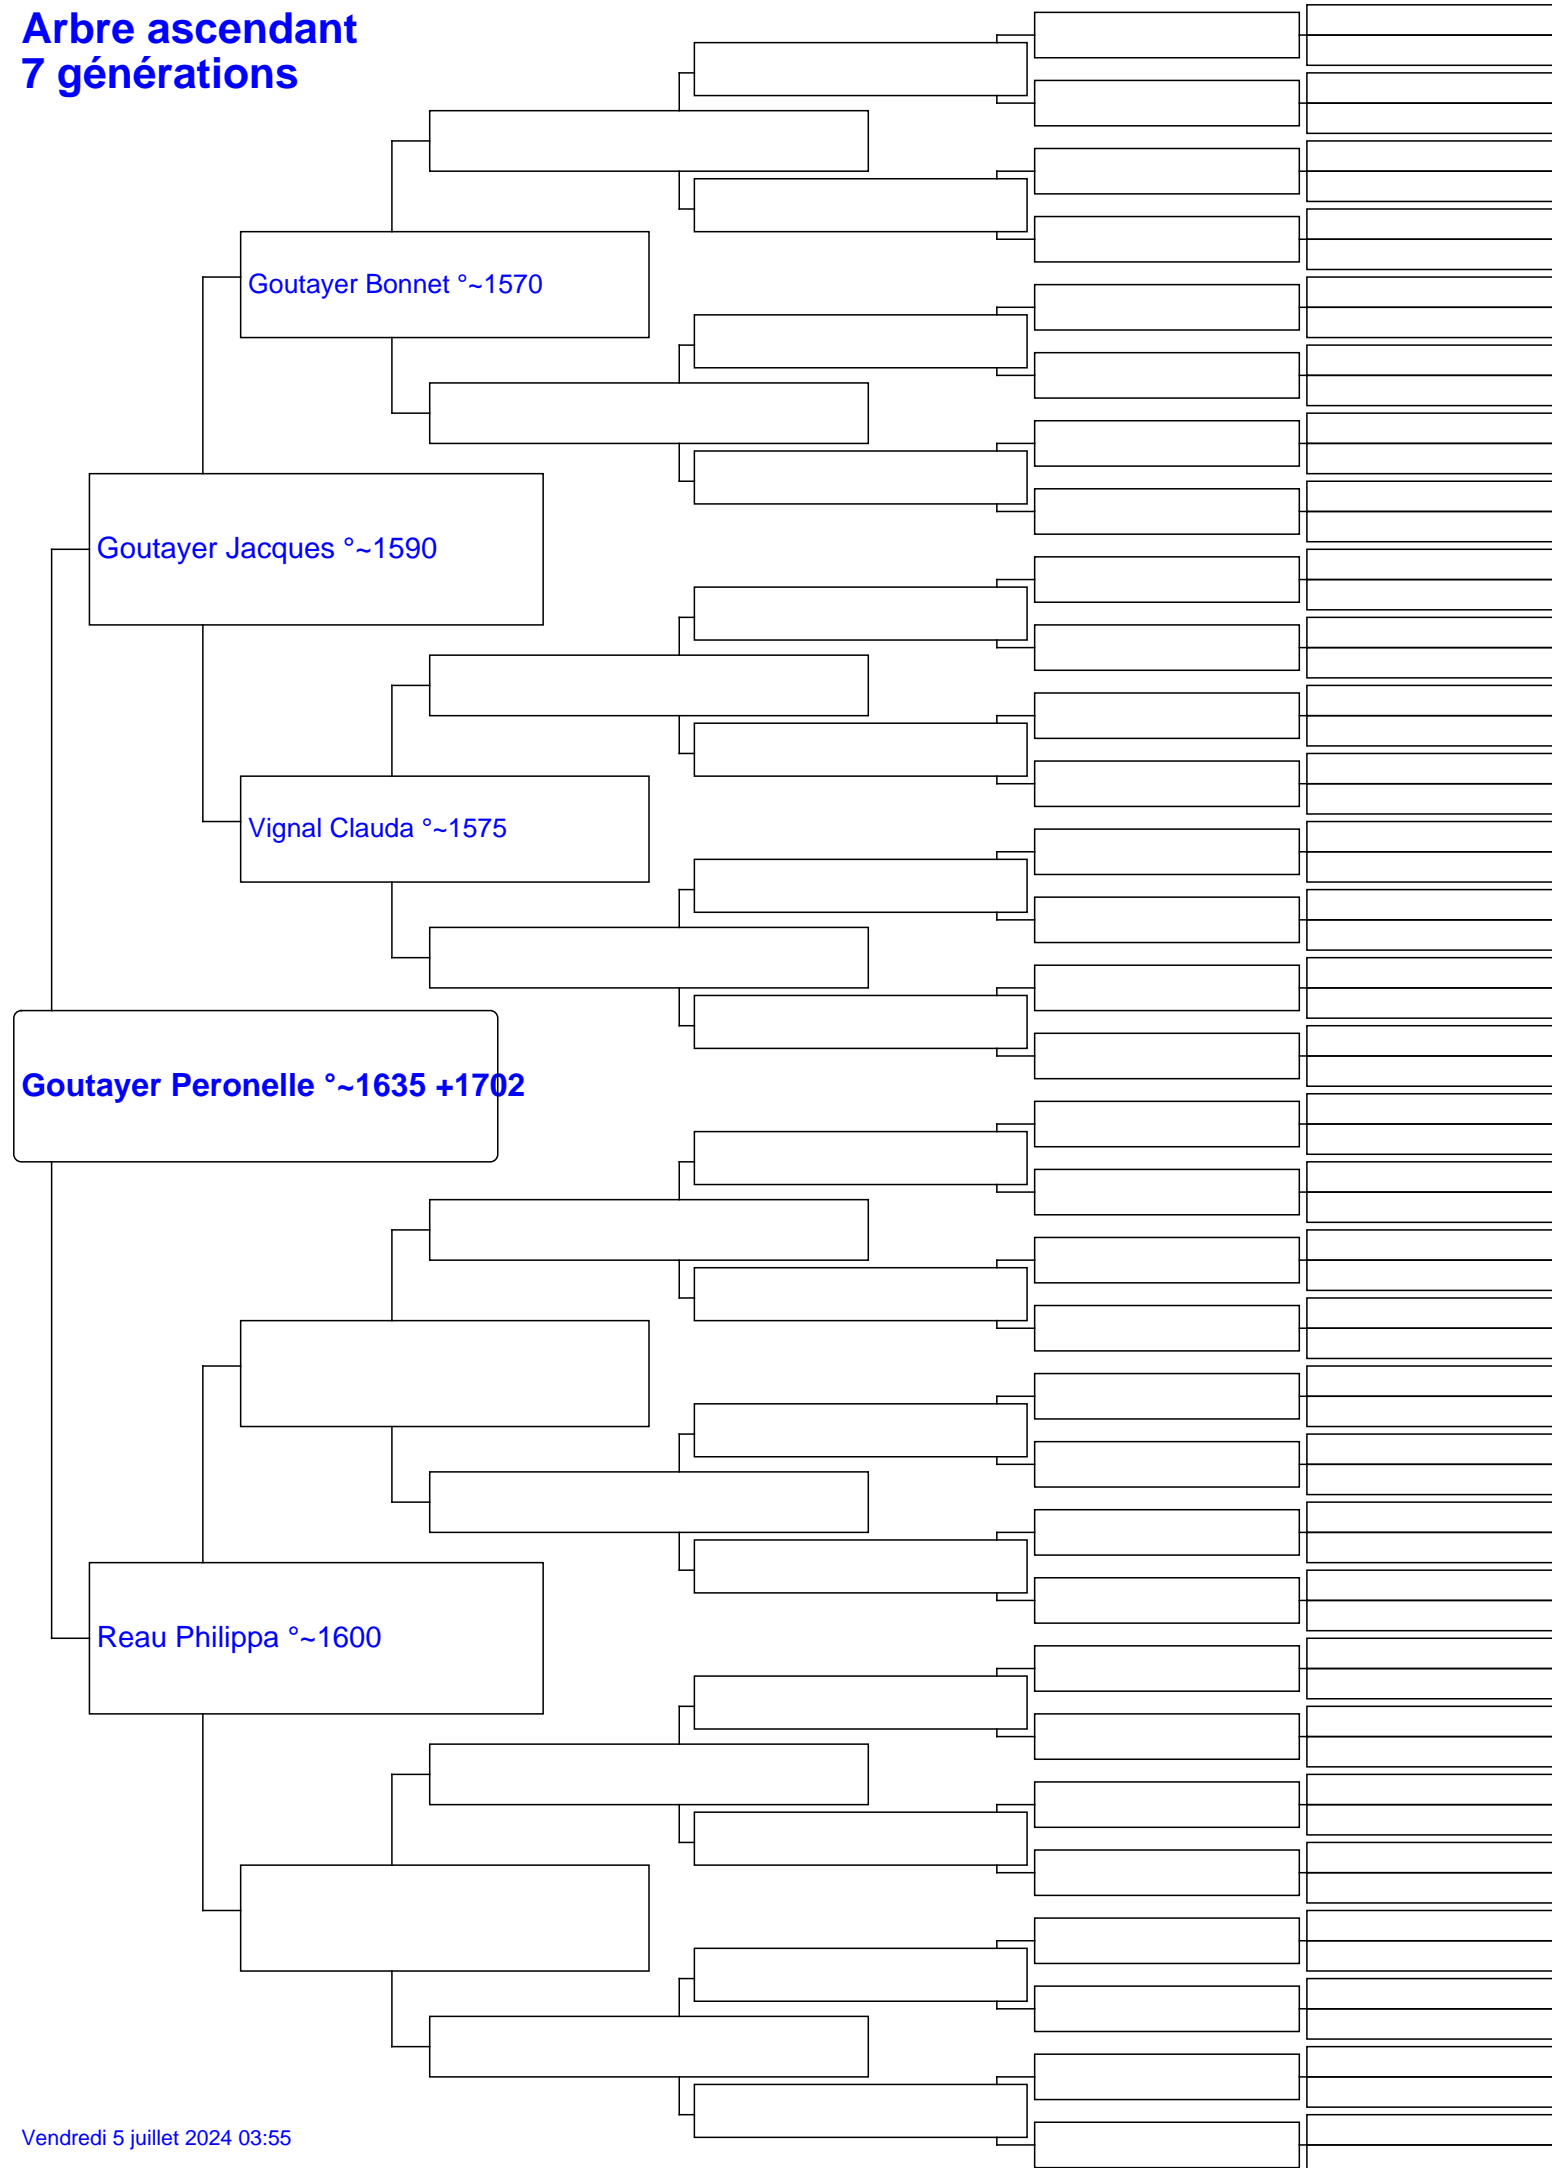 Arbre ascendant
7 générations
Goutayer Bonnet °~1570
Goutayer Jacques °~1590
Vignal Clauda °~1575
Goutayer Peronelle °~1635 +1702
Reau Philippa °~1600
Vendredi 5 juillet 2024 03:55